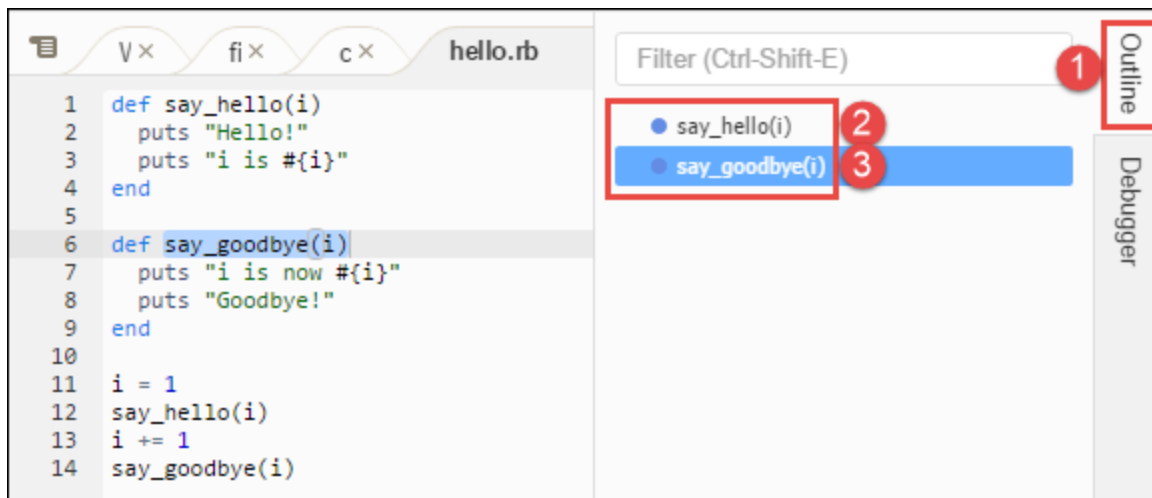 V × fi × c × hello.rb
1 def say_hello(i)
2   puts "Hello!"
3   puts "i is #{i}"
4 end
5
6 def say_goodbye(i)
7   puts "i is now #{i}"
8   puts "Goodbye!"
9 end
10
11 i = 1
12 say_hello(i)
13 i += 1
14 say_goodbye(i)
Filter (Ctrl-Shift-E)
say_hello(i) 2
say_goodbye(i) 3
1 Outline
Debugger